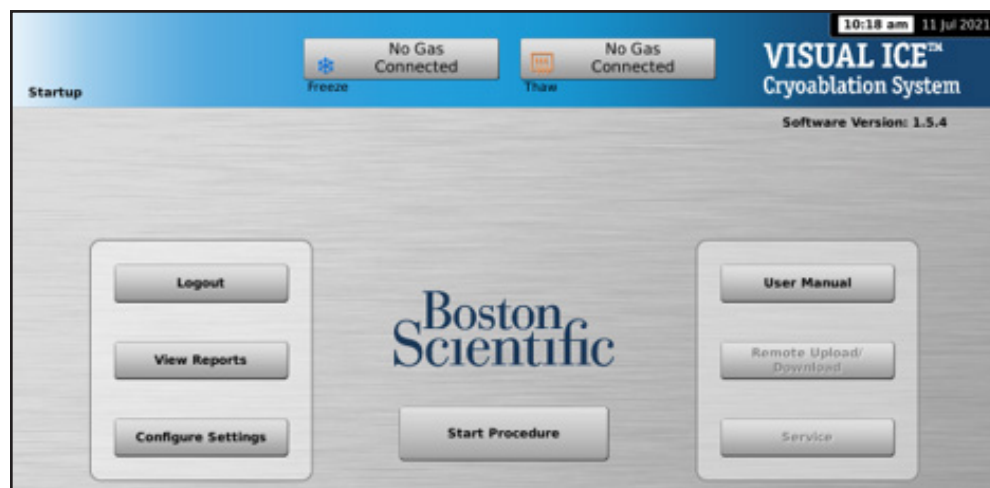 10:18 am 11 Jul 2021
No Gas
Connected
Freeze
No Gas
Connected
Thaw
VISUAL ICE™
Cryoablation System
Startup
Software Version: 1.5.4
Logout
View Reports
Configure Settings
Boston
Scientific
Start Procedure
User Manual
Remote Upload/
Download
Service